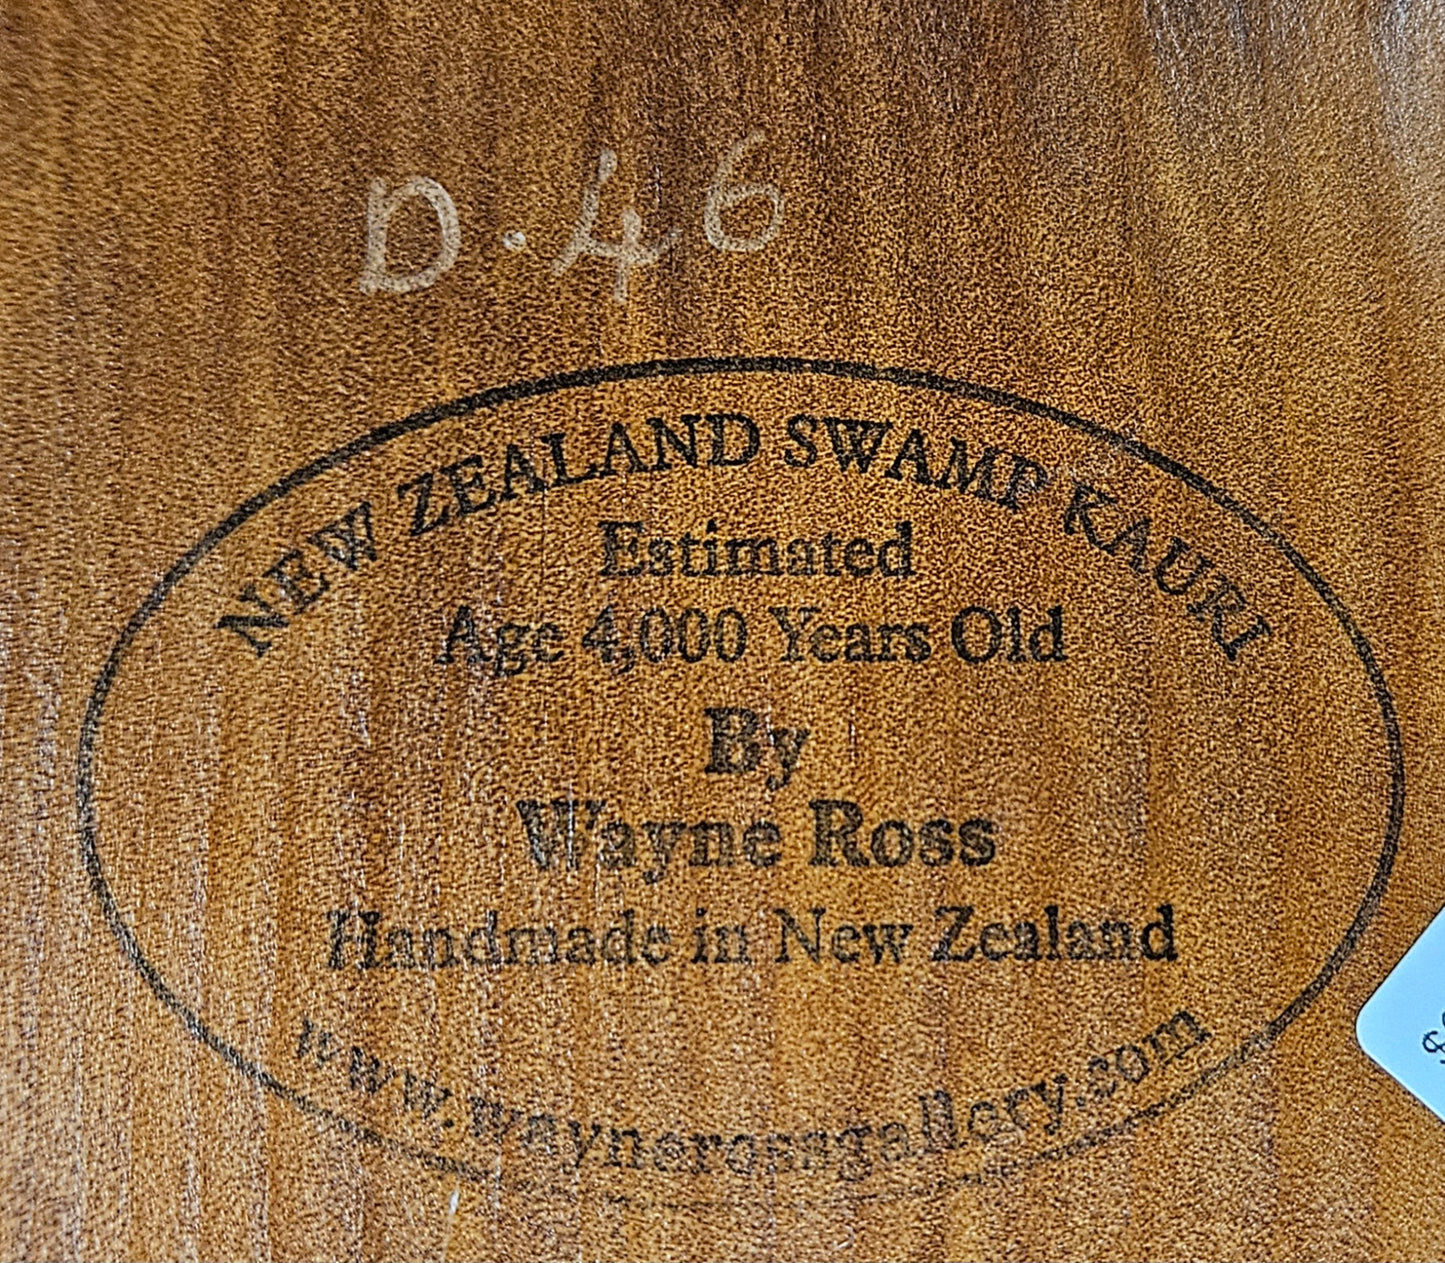 D.46
NEW ZEALAND SWAMP KAURI
Estimated
Age 4,000 Years Old
By
Wayne Ross
Handmade in New Zealand
www.waynerossgallery.com
$